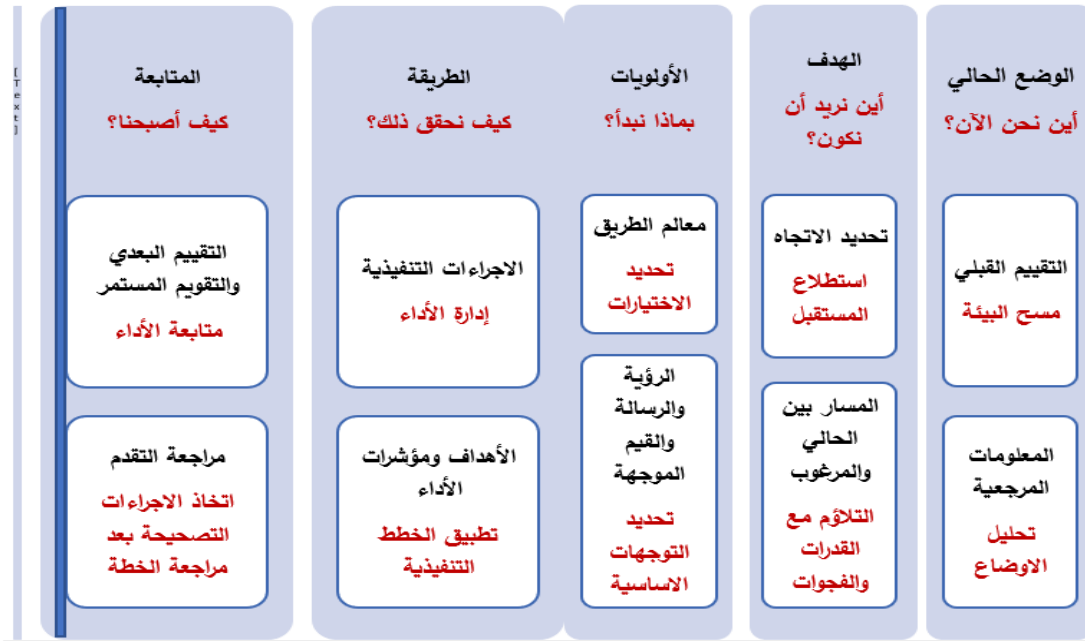 الوضع الحالي
أين نحن الآن؟
التقييم القبلي
مسح البيئة
المعلومات
المرجعية
تحليل
الاوضاع
الهدف
أين نريد أن
نكون؟
تحديد الاتجاه
استطلاع
المستقبل
المسار بين
الحالي
والمرغوب
التلاؤم مع
القدرات
والفجوات
الأولويات
بماذا نبدأ؟
معالم الطريق
تحديد
الاختيارات
الرؤية
والرسالة
والقيم
الموجهة
تحديد
التوجهات
الاساسية
الطريقة
كيف نحقق ذلك؟
الاجراءات التنفيذية
إدارة الأداء
الأهداف ومؤشرات
الأداء
تطبيق الخطط
التنفيذية
المتابعة
كيف أصبحنا؟
التقييم البعدي
والتقويم المستمر
متابعة الأداء
مراجعة التقدم
اتخاذ الاجراءات
التصحيحة بعد
مراجعة الخطة
[Text]